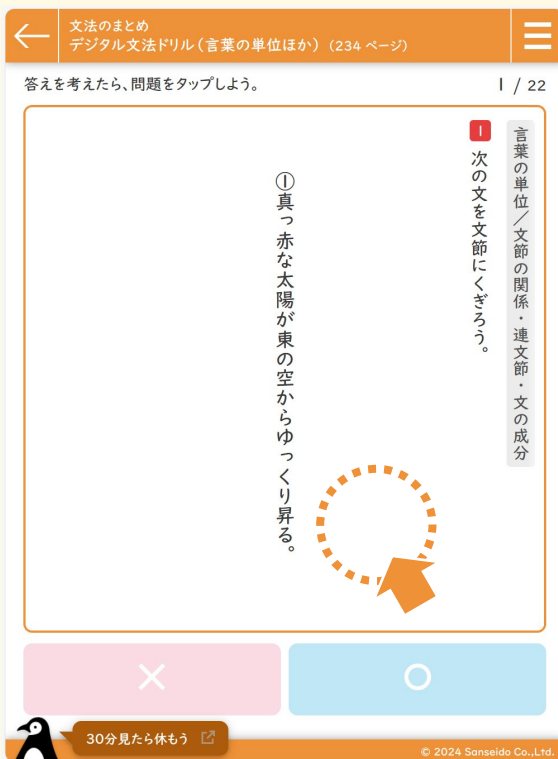 文法のまとめ
デジタル文法ドリル(言葉の単位ほか)(234 ページ)
答えを考えたら、問題をタップしよう。
1 / 22
言葉の単位/文節の関係・連文節・文の成分
1 次の文を文節にくぎろう。
①真っ赤な太陽が東の空からゆっくり昇る。
30分見たら休もう
© 2024 Sanseido Co.,Ltd.